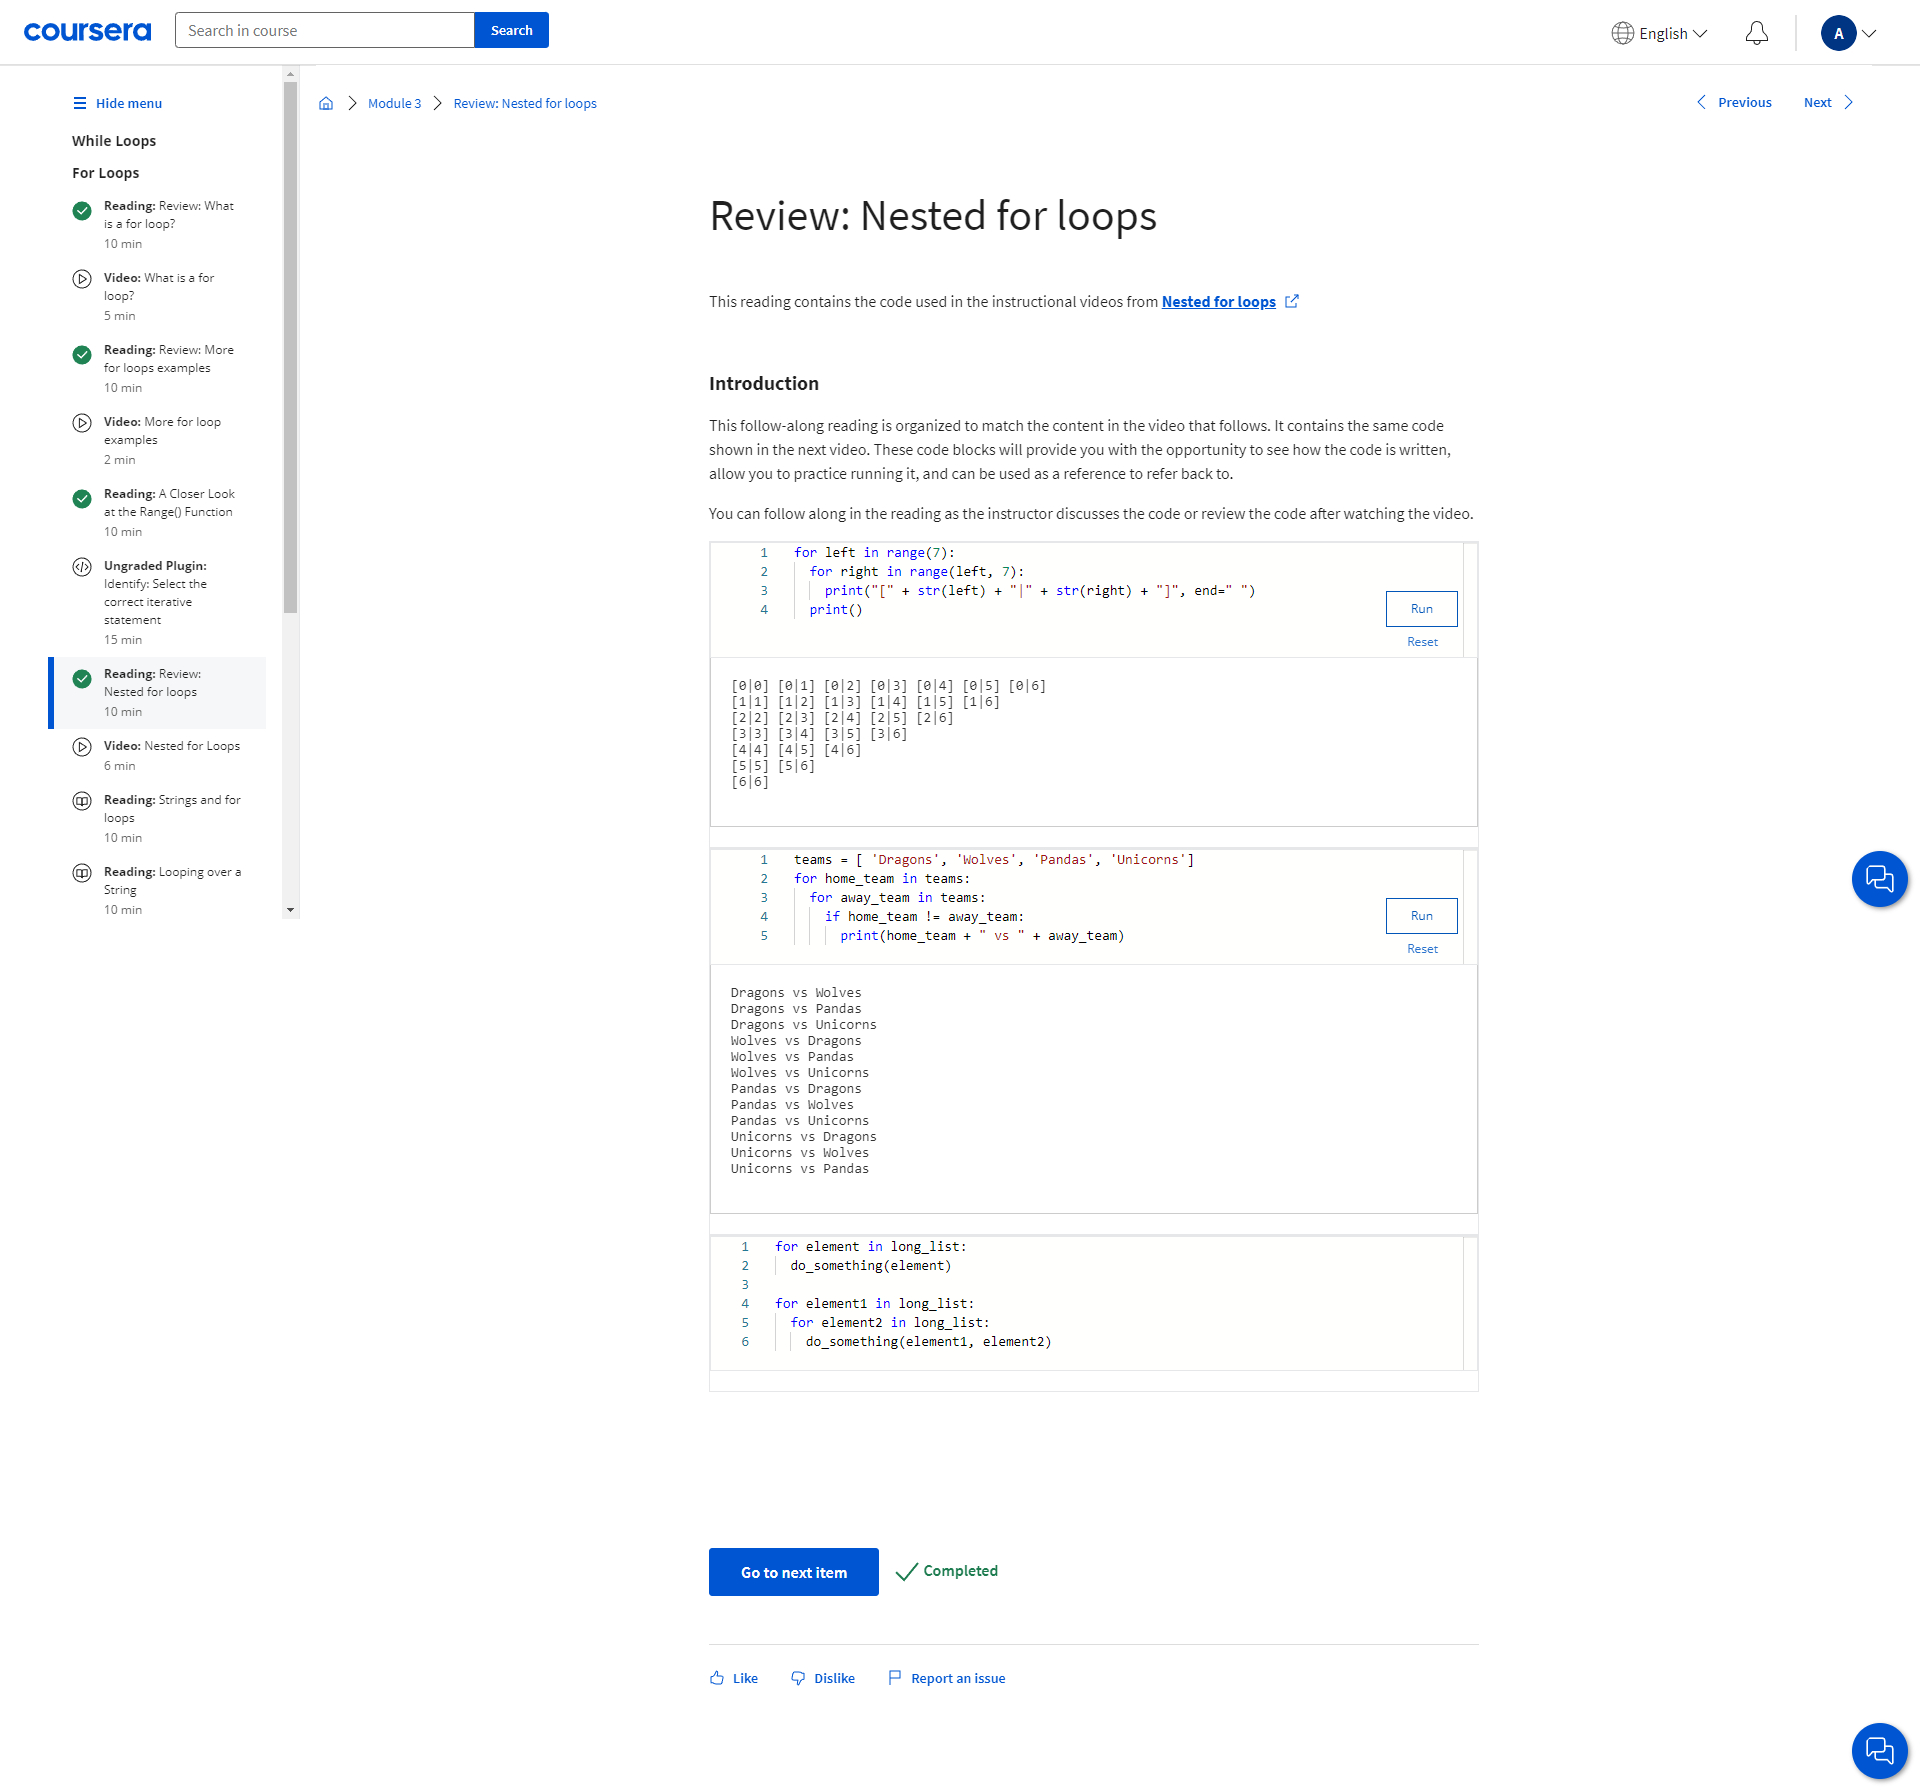 coursera
Search in course
Search
English
A
Hide menu
While Loops
For Loops
Reading: Review: What
is a for loop?
10 min
Video: What is a for
loop?
5 min
Reading: Review: More
for loops examples
10 min
Video: More for loop
examples
2 min
Reading: A Closer Look
at the Range() Function
10 min
Ungraded Plugin:
Identify: Select the
correct iterative
statement
15 min
Reading: Review:
Nested for loops
10 min
Video: Nested for Loops
6 min
Reading: Strings and for
loops
10 min
Reading: Looping over a
String
10 min
Module 3
Review: Nested for loops
Previous
Next
Review: Nested for loops
This reading contains the code used in the instructional videos from Nested for loops
Introduction
This follow-along reading is organized to match the content in the video that follows. It contains the same code
shown in the next video. These code blocks will provide you with the opportunity to see how the code is written,
allow you to practice running it, and can be used as a reference to refer back to.
You can follow along in the reading as the instructor discusses the code or review the code after watching the video.
1 for left in range(7):
2 for right in range(left, 7):
3 print("[" + str(left) + "|" + str(right) + "]", end=" ")
4 print()
Run
Reset
[0|0] [0|1] [0|2] [0|3] [0|4] [0|5] [0|6]
[1|1] [1|2] [1|3] [1|4] [1|5] [1|6]
[2|2] [2|3] [2|4] [2|5] [2|6]
[3|3] [3|4] [3|5] [3|6]
[4|4] [4|5] [4|6]
[5|5] [5|6]
[6|6]
1 teams = [ 'Dragons', 'Wolves', 'Pandas', 'Unicorns']
2 for home_team in teams:
3 for away_team in teams:
4 if home_team != away_team:
5 print(home_team + " vs " + away_team)
Run
Reset
Dragons vs Wolves
Dragons vs Pandas
Dragons vs Unicorns
Wolves vs Dragons
Wolves vs Pandas
Wolves vs Unicorns
Pandas vs Dragons
Pandas vs Wolves
Pandas vs Unicorns
Unicorns vs Dragons
Unicorns vs Wolves
Unicorns vs Pandas
1 for element in long_list:
2 do_something(element)
3
4 for element1 in long_list:
5 for element2 in long_list:
6 do_something(element1, element2)
Go to next item
Completed
Like
Dislike
Report an issue